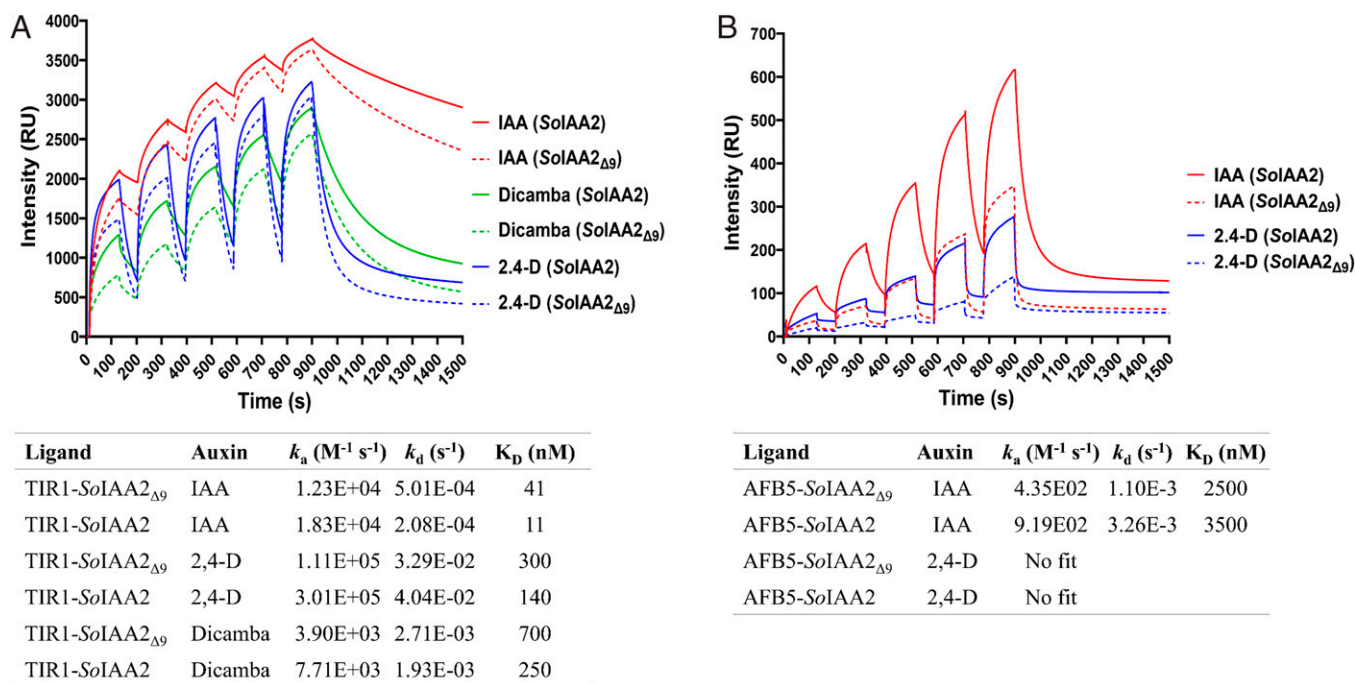 A
Intensity (RU)
4000
3500
3000
2500
2000
1500
1000
500
0
0 100 200 300 400 500 600 700 800 900 1000 1100 1200 1300 1400 1500
Time (s)
IAA (SoIAA2)
IAA (SoIAA2Δ9)
Dicamba (SoIAA2)
Dicamba (SoIAA2Δ9)
2.4-D (SoIAA2)
2.4-D (SoIAA2Δ9)
Ligand Auxin ka (M-1 s-1) kd (s-1) KD (nM)
TIR1-SoIAA2Δ9 IAA 1.23E+04 5.01E-04 41
TIR1-SoIAA2 IAA 1.83E+04 2.08E-04 11
TIR1-SoIAA2Δ9 2,4-D 1.11E+05 3.29E-02 300
TIR1-SoIAA2 2,4-D 3.01E+05 4.04E-02 140
TIR1-SoIAA2Δ9 Dicamba 3.90E+03 2.71E-03 700
TIR1-SoIAA2 Dicamba 7.71E+03 1.93E-03 250
B
Intensity (RU)
700
600
500
400
300
200
100
0
0 100 200 300 400 500 600 700 800 900 1000 1100 1200 1300 1400 1500
Time (s)
IAA (SoIAA2)
IAA (SoIAA2Δ9)
2.4-D (SoIAA2)
2.4-D (SoIAA2Δ9)
Ligand Auxin ka (M-1 s-1) kd (s-1) KD (nM)
AFB5-SoIAA2Δ9 IAA 4.35E02 1.10E-3 2500
AFB5-SoIAA2 IAA 9.19E02 3.26E-3 3500
AFB5-SoIAA2Δ9 2,4-D No fit
AFB5-SoIAA2 2,4-D No fit